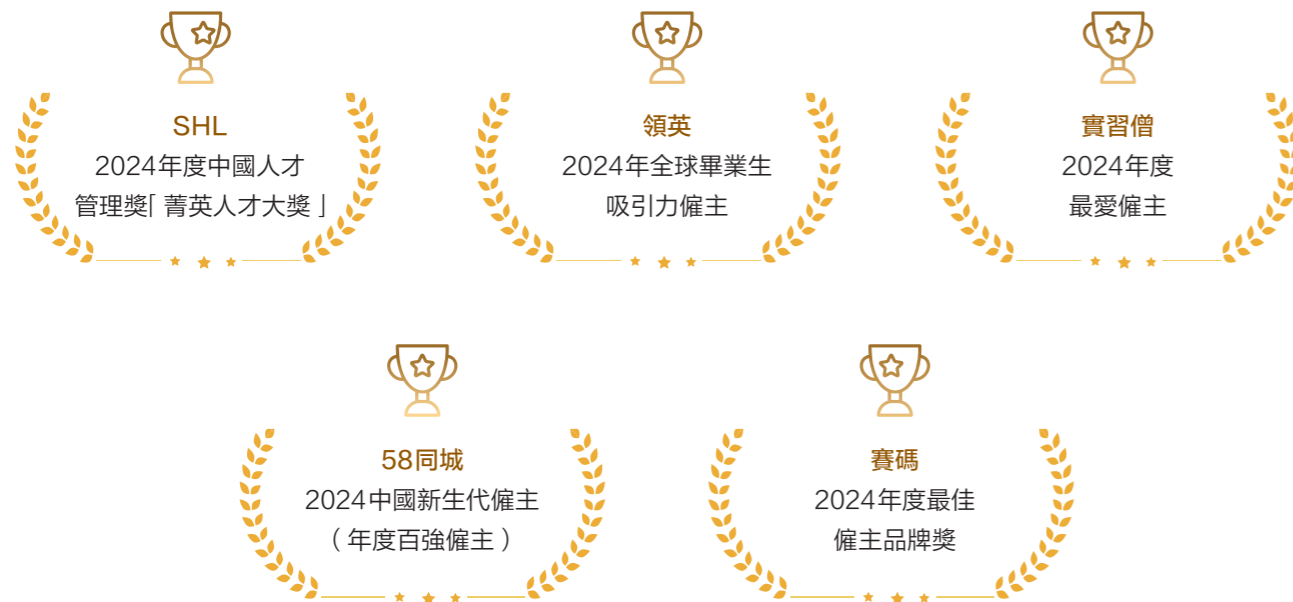 SHL
2024年度中國人才
管理獎「菁英人才大獎」
領英
2024年全球畢業生
吸引力僱主
實習僧
2024年度
最愛僱主
58同城
2024中國新生代僱主
（年度百強僱主）
賽碼
2024年度最佳
僱主品牌獎